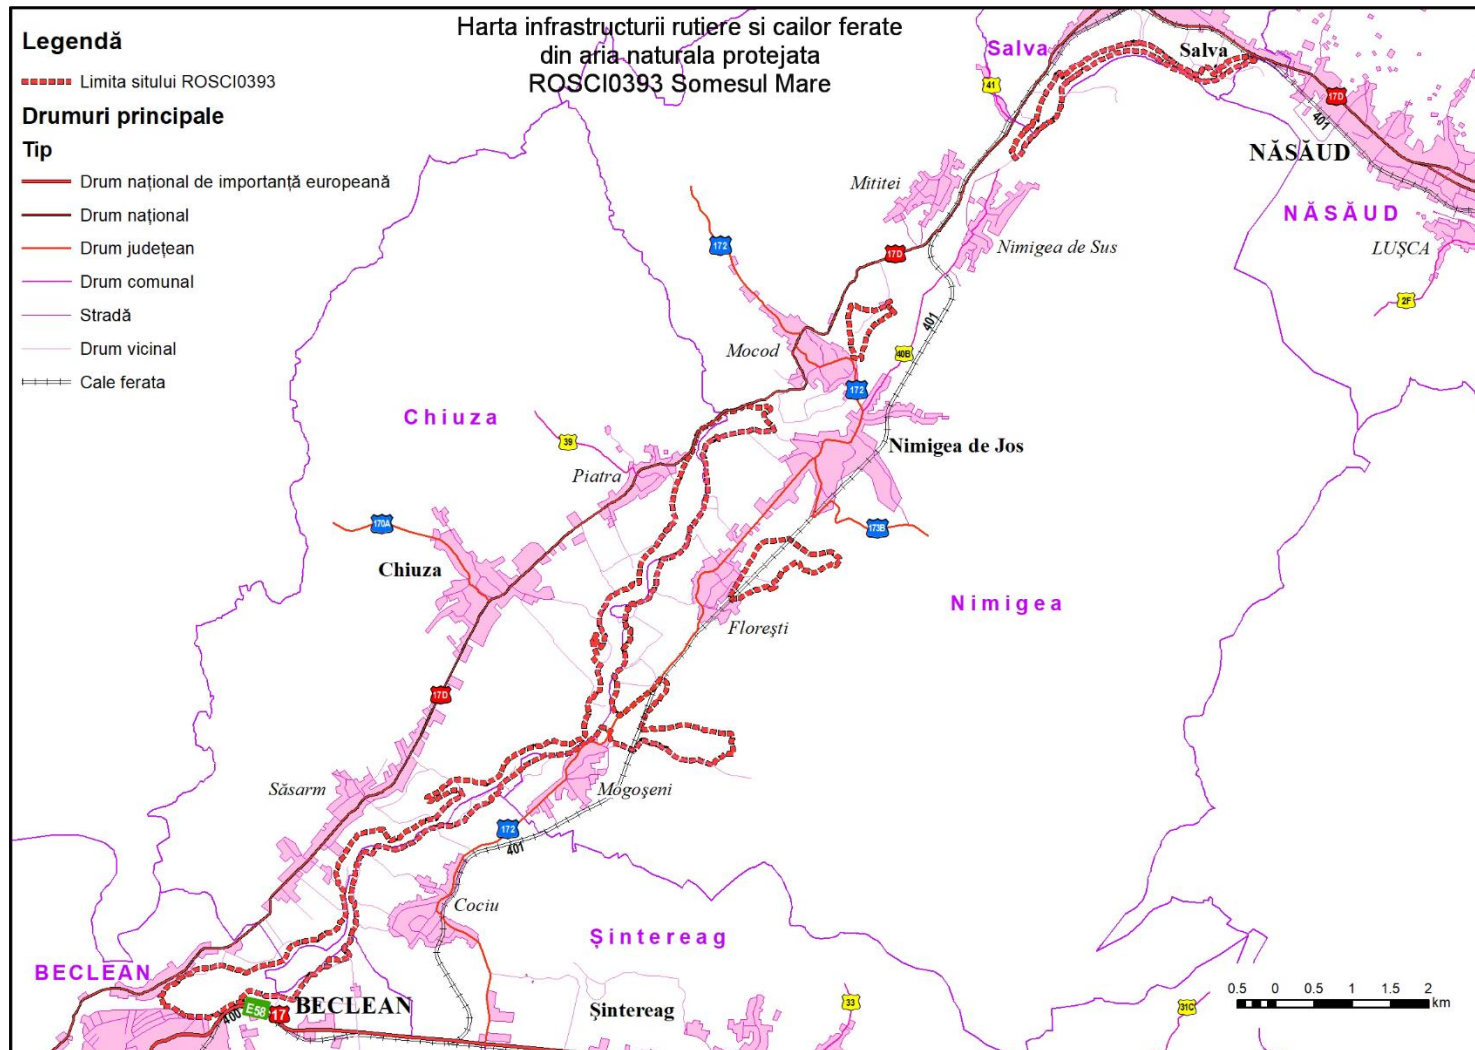 Harta infrastructurii rutiere si cailor ferate
din aria naturala protejata
ROSCI0393 Somesul Mare
Legendă
Limita sitului ROSCI0393
Drumuri principale
Tip
Drum național de importanță europeană
Drum național
Drum județean
Drum comunal
Stradă
Drum vicinal
Cale ferata
Salva
Salva
41
17D
401
NĂSĂUD
Mititei
NĂSĂUD
LUȘCA
172
17D
Nimigea de Sus
2F
401
Mocod
40B
172
Chiuza
39
Nimigea de Jos
Piatra
170A
173B
Chiuza
Nimigea
Florești
17D
Săsarm
Mogoșeni
172
401
Cociu
Șintereag
BECLEAN
E58
17
400
BECLEAN
Șintereag
33
31C
0.5 0 0.5 1 1.5 2
km